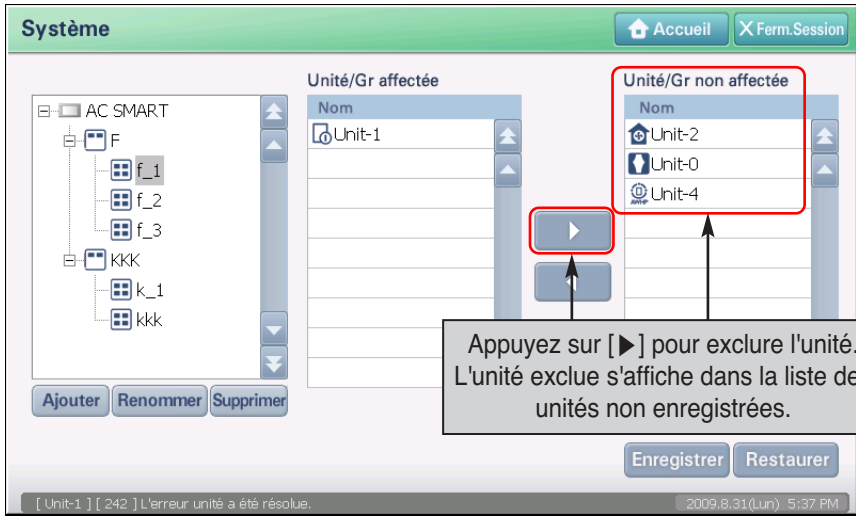 Système
Accueil
X Ferm.Session
AC SMART
F
f_1
f_2
f_3
KKK
k_1
kkk
Ajouter
Renommer
Supprimer
Unité/Gr affectée
Nom
Unit-1
Unité/Gr non affectée
Nom
Unit-2
Unit-0
AWHP
Unit-4
Appuyez sur [▶] pour exclure l'unité.
L'unité exclue s'affiche dans la liste de
unités non enregistrées.
Enregistrer
Restaurer
[ Unit-1 ] [ 242 ] L'erreur unité a été résolue.
2009.8.31(Lun) 5:37 PM